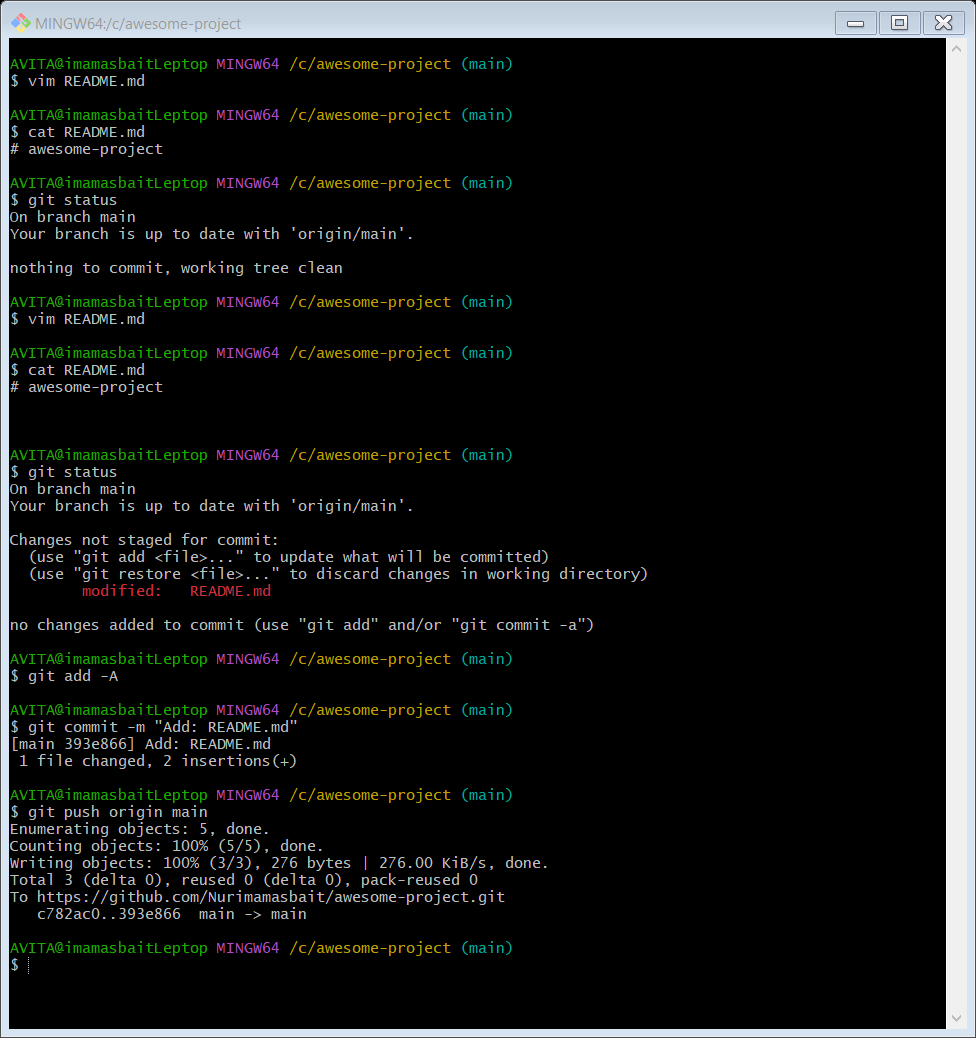 MINGW64:/c/awesome-project
AVITA@imamasbaitLeptop MINGW64 /c/awesome-project (main)
$ vim README.md
AVITA@imamasbaitLeptop MINGW64 /c/awesome-project (main)
$ cat README.md
# awesome-project
AVITA@imamasbaitLeptop MINGW64 /c/awesome-project (main)
$ git status
On branch main
Your branch is up to date with 'origin/main'.
nothing to commit, working tree clean
AVITA@imamasbaitLeptop MINGW64 /c/awesome-project (main)
$ vim README.md
AVITA@imamasbaitLeptop MINGW64 /c/awesome-project (main)
$ cat README.md
# awesome-project
AVITA@imamasbaitLeptop MINGW64 /c/awesome-project (main)
$ git status
On branch main
Your branch is up to date with 'origin/main'.
Changes not staged for commit:
  (use "git add <file>..." to update what will be committed)
  (use "git restore <file>..." to discard changes in working directory)
        modified:   README.md
no changes added to commit (use "git add" and/or "git commit -a")
AVITA@imamasbaitLeptop MINGW64 /c/awesome-project (main)
$ git add -A
AVITA@imamasbaitLeptop MINGW64 /c/awesome-project (main)
$ git commit -m "Add: README.md"
[main 393e866] Add: README.md
 1 file changed, 2 insertions(+)
AVITA@imamasbaitLeptop MINGW64 /c/awesome-project (main)
$ git push origin main
Enumerating objects: 5, done.
Counting objects: 100% (5/5), done.
Writing objects: 100% (3/3), 276 bytes | 276.00 KiB/s, done.
Total 3 (delta 0), reused 0 (delta 0), pack-reused 0
To https://github.com/Nurimamasbait/awesome-project.git
   c782ac0..393e866  main -> main
AVITA@imamasbaitLeptop MINGW64 /c/awesome-project (main)
$